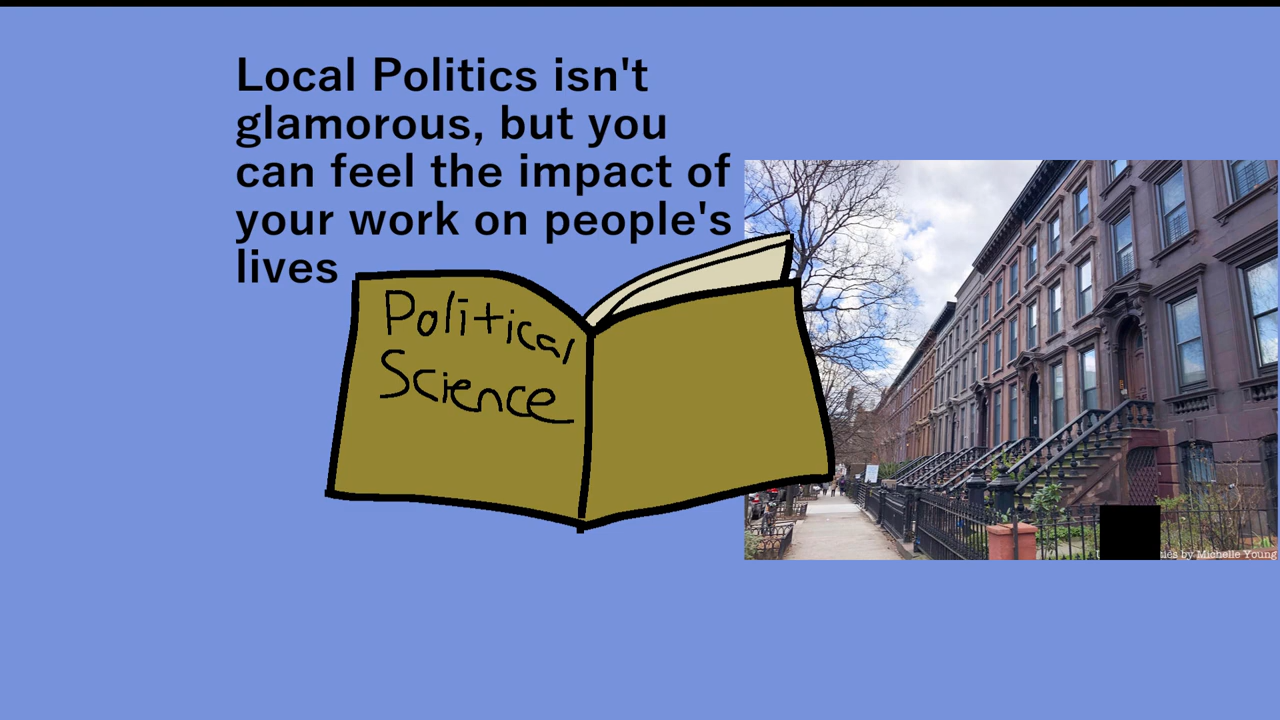 Local Politics isn't
glamorous, but you
can feel the impact of
your work on people's
lives
Political
Science
by Michelle Young